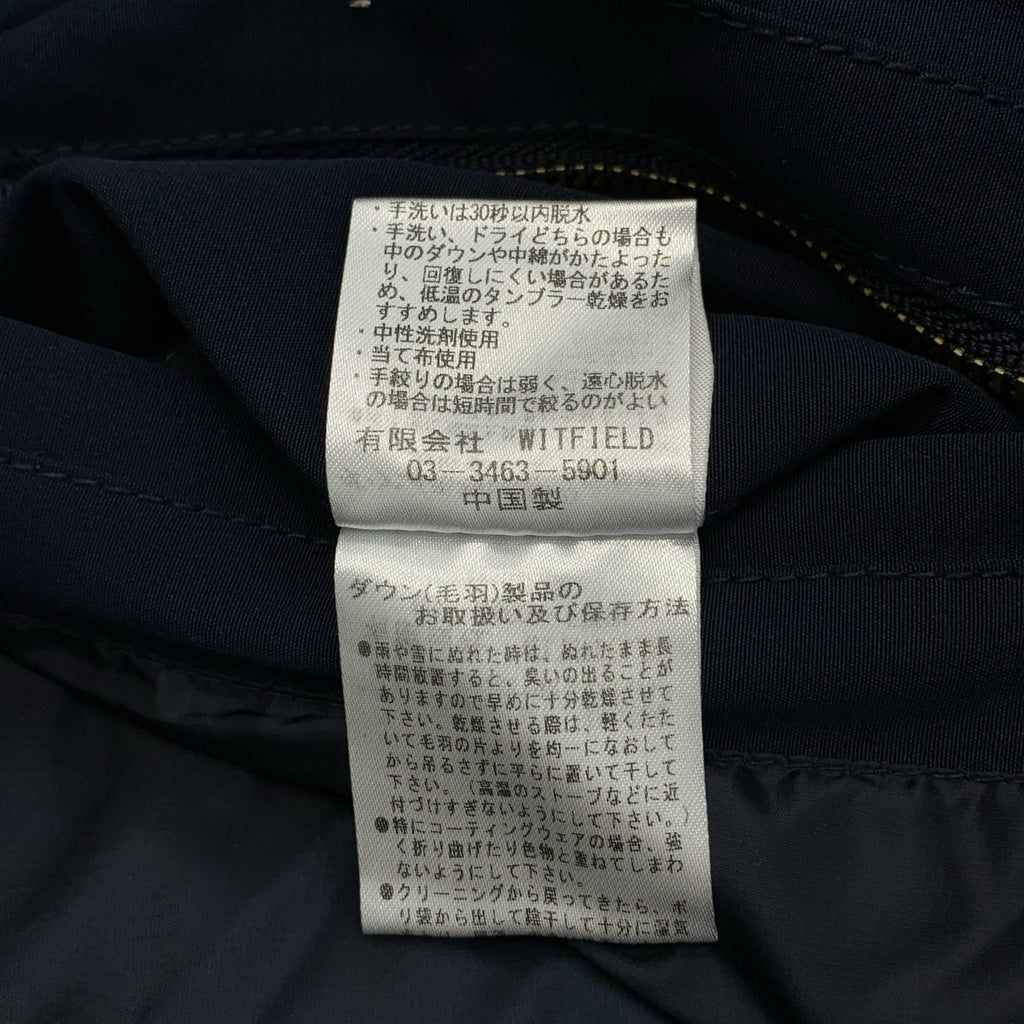 ・手洗いは30秒以内脱水
・手洗い、ドライどちらの場合も
中のダウンや中綿がかたよった
り、回復しにくい場合があるた
め、低温のタンブラー乾燥をお
すすめします。
・中性洗剤使用
・当て布使用
・手絞りの場合は弱く、遠心脱水
の場合は短時間で絞るのがよい
有限会社 WITFIELD
03-3463-5901
中国製
ダウン(毛羽)製品の
お取扱い及び保存方法
●雨や雪にぬれた時は、ぬれたまま長
時間放置すると、臭いの出ることが
ありますので早めに十分乾燥させて
下さい。乾燥させる際は、軽くたた
いて毛羽の片よりを均一になおして
から吊るさずに平らに置いて干して
下さい。(高温のストーブなどに近
付づけすぎないようにして下さい。)
●特にコーティングウェアの場合、強
く折り曲げたり色物と重ねてしまわ
ないようにして下さい。
●クリーニングから戻ってきたら、ポ
リ袋から出して陰干して十分に湿気